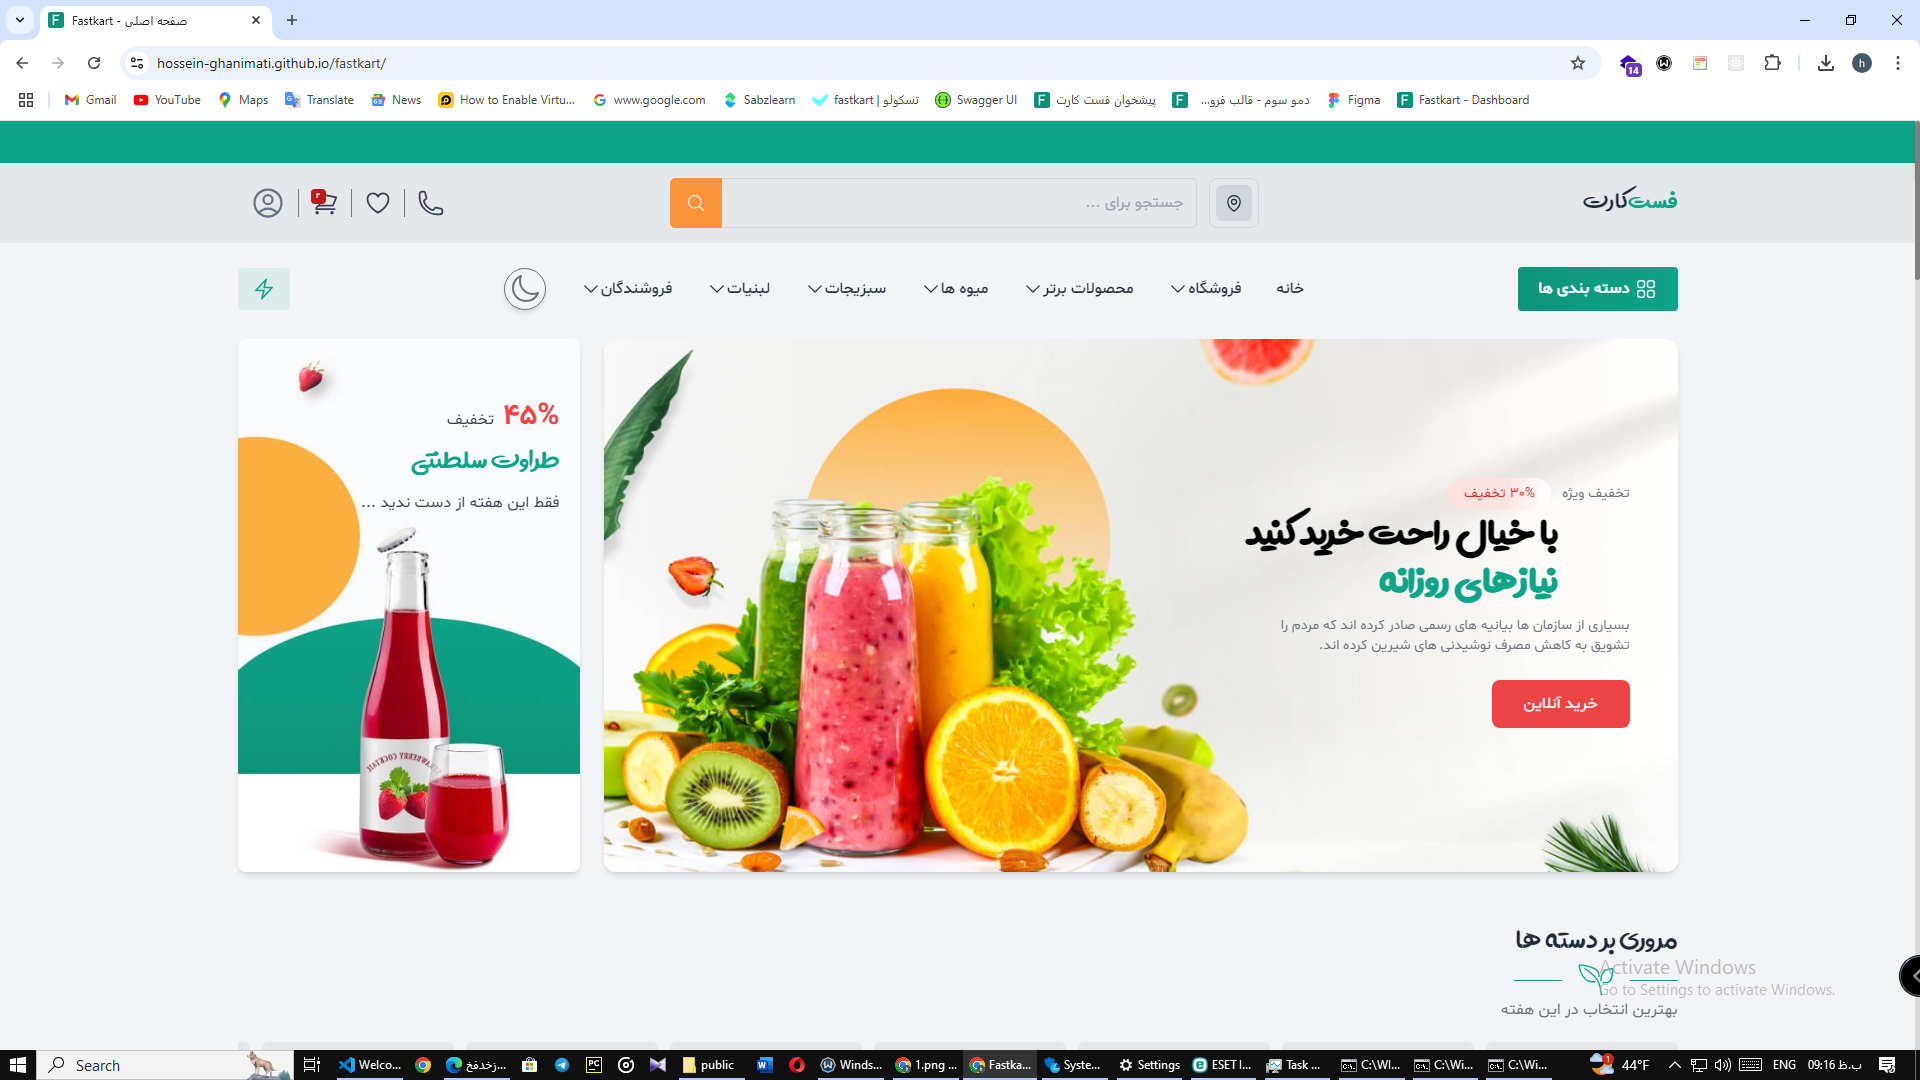 Fastkart - صفحه اصلی
hossein-ghanimati.github.io/fastkart/
14
h
Gmail
YouTube
Maps
Translate
News
How to Enable Virtu...
www.google.com
Sabzlearn
fastkart | تسکولو
Swagger UI
پیشخوان فست کارت
دمو سوم - قالب فرو...
Figma
Fastkart - Dashboard
فست‌کارت
جستجو برای ...
۳
دسته بندی ها
خانه
فروشگاه
محصولات برتر
میوه ها
سبزیجات
لبنیات
فروشندگان
تخفیف ویژه
۳۰% تخفیف
با خیال راحت خرید کنید
نیازهای روزانه
بسیاری از سازمان ها بیانیه های رسمی صادر کرده اند که مردم را
تشویق به کاهش مصرف نوشیدنی های شیرین کرده اند.
خرید آنلاین
۴۵% تخفیف
طراوت سلطنتی
فقط این هفته از دست ندید ...
مروری بر دسته ها
بهترین انتخاب در این هفته
Activate Windows
Go to Settings to activate Windows.
Search
Welco...
زخدفخ...
public
Winds...
1.png ...
Fastka...
Syste...
Settings
ESET I...
Task ...
C:\WI...
C:\Wi...
C:\Wi...
1
44°F
ENG
09:16 ب.ظ